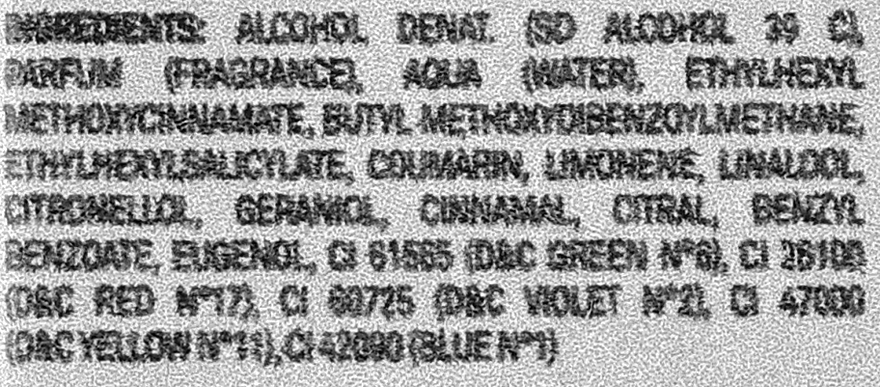 INGREDIENTS: ALCOHOL DENAT. (SD ALCOHOL 39 C),
PARFUM (FRAGRANCE), AQUA (WATER), ETHYLHEXYL
METHOXYCINNAMATE, BUTYL METHOXYDIBENZOYLMETHANE,
ETHYLHEXYLSALICYLATE, COUMARIN, LIMONENE, LINALOOL,
CITRONELLOL, GERANIOL, CINNAMAL, CITRAL, BENZYL
BENZOATE, EUGENOL, CI 61565 (D&C GREEN N°6), CI 26100
(D&C RED N°17), CI 60725 (D&C VIOLET N°2), CI 47000
(D&C YELLOW N°11), CI 42090 (BLUE N°1)